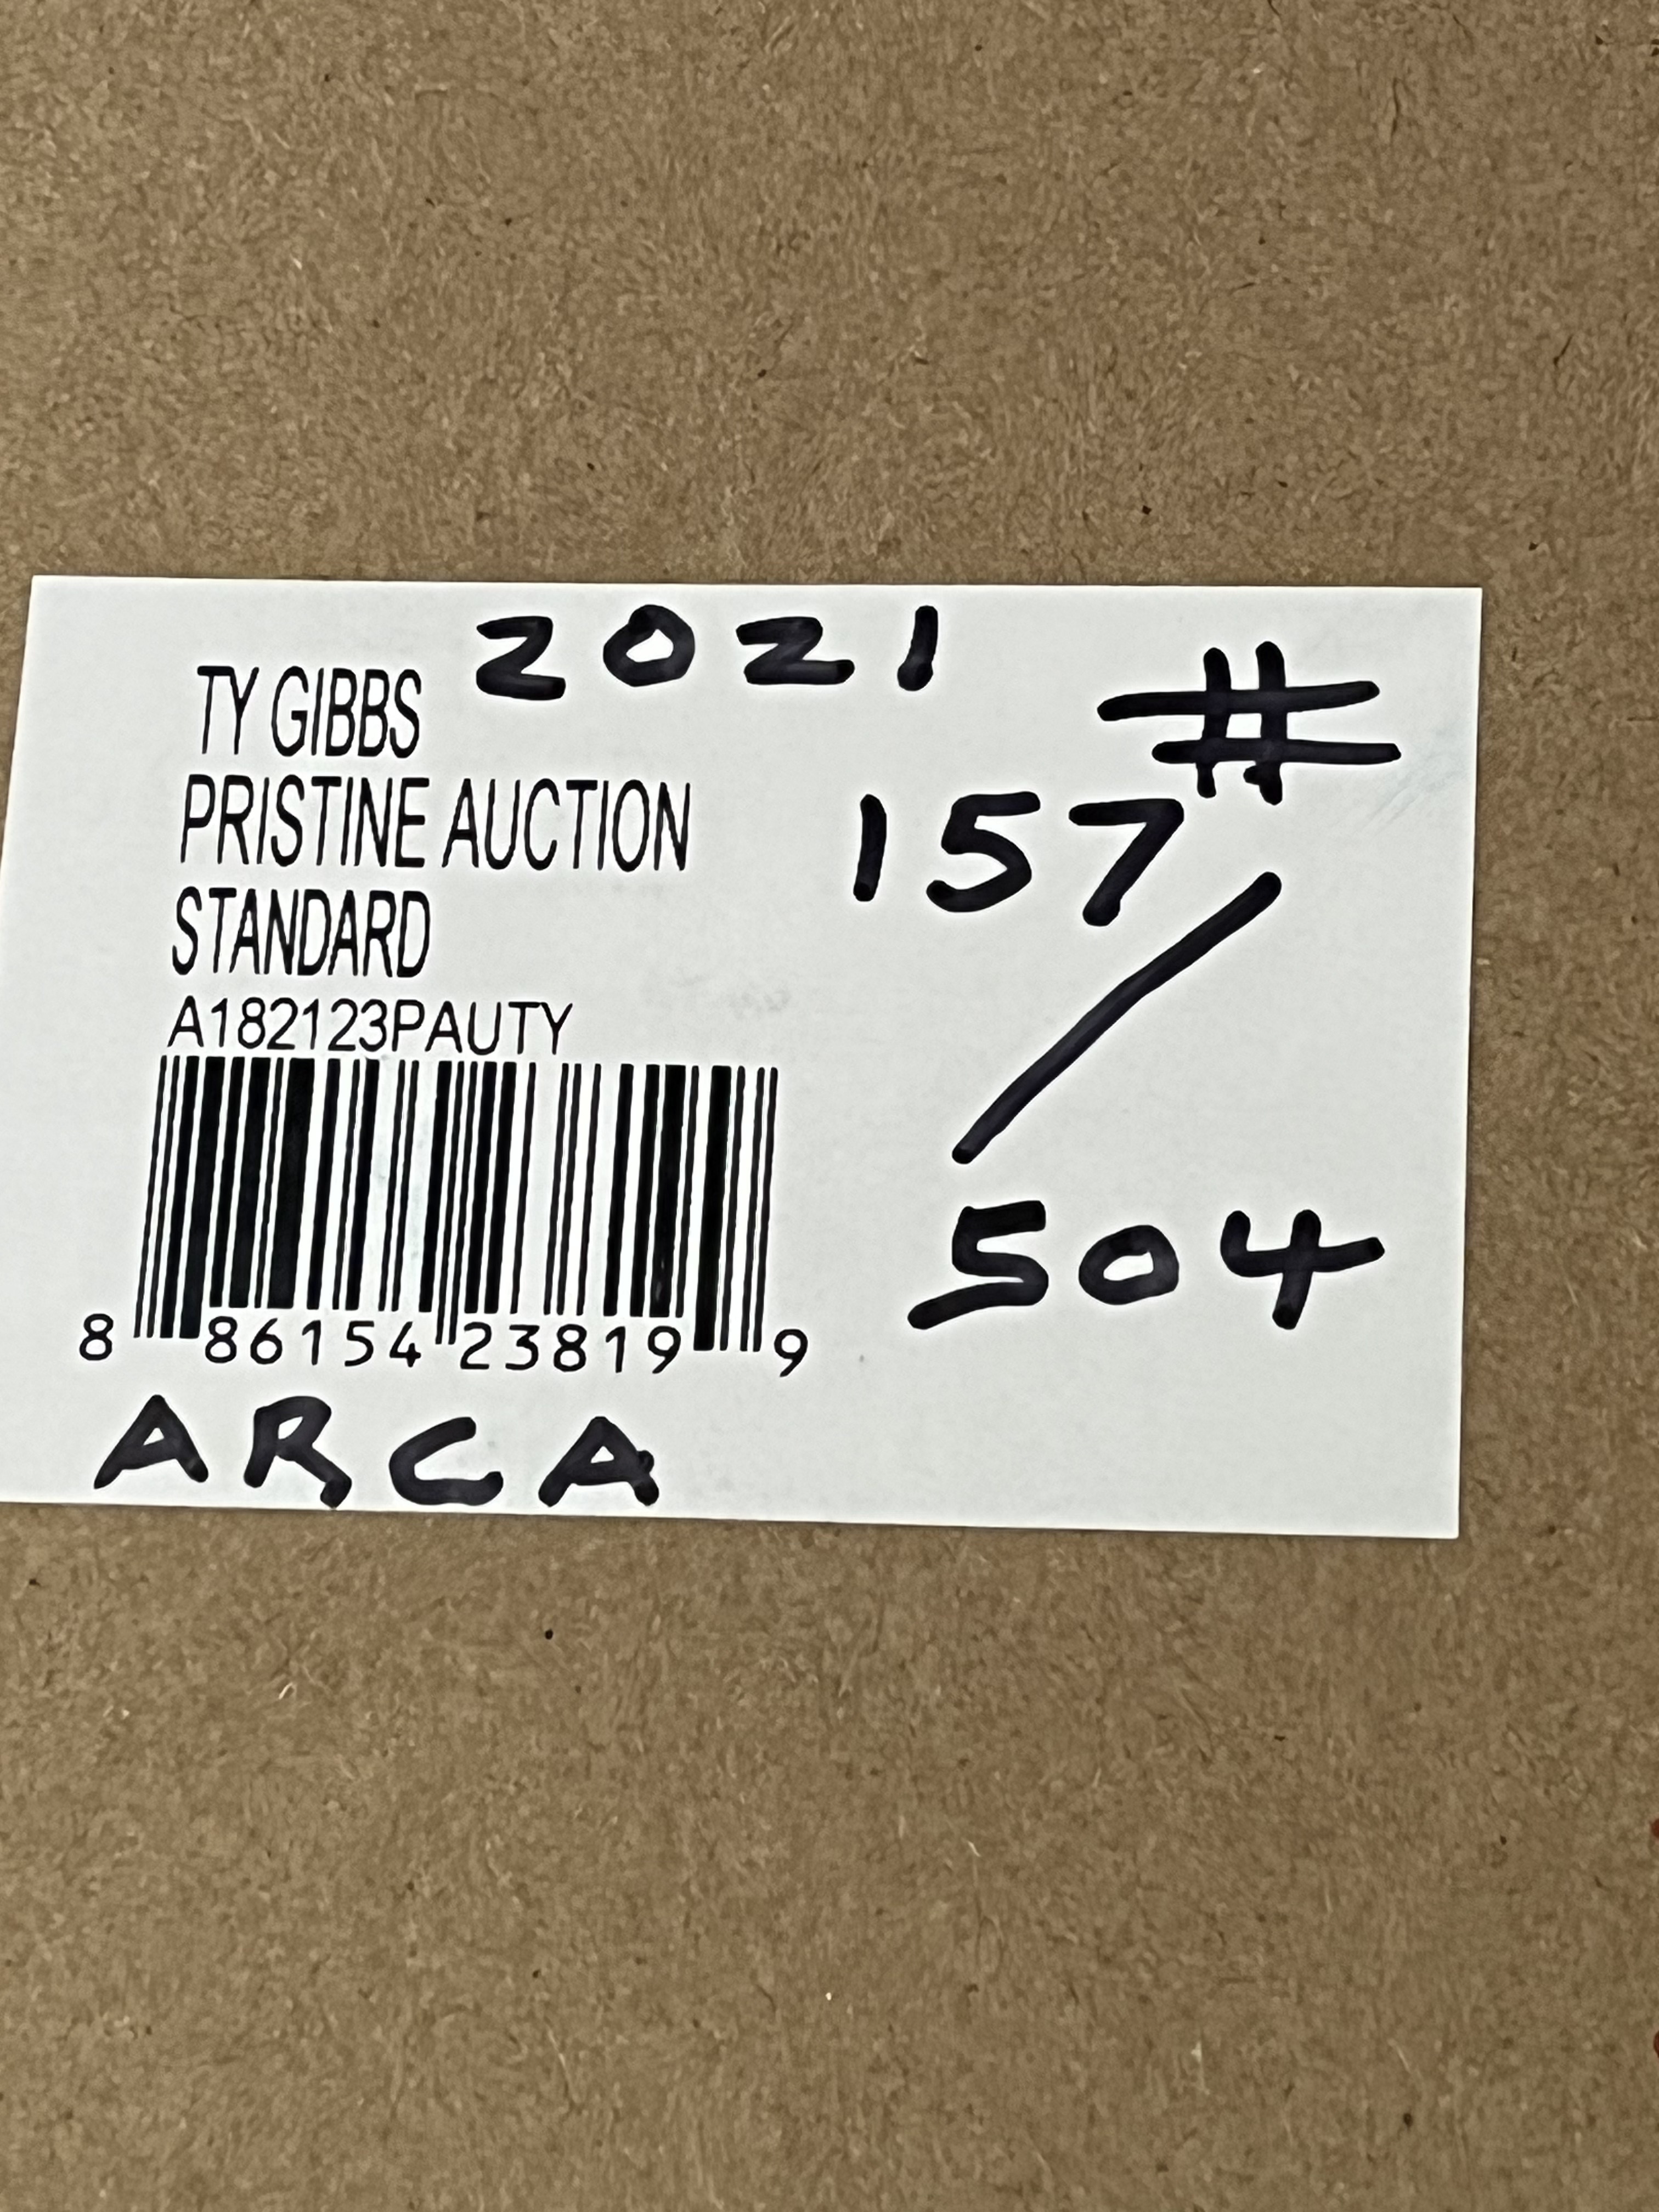 2021
TY GIBBS
#
PRISTINE AUCTION
157
STANDARD
/
A182123PAUTY
504
8 86154 23819 9
ARCA